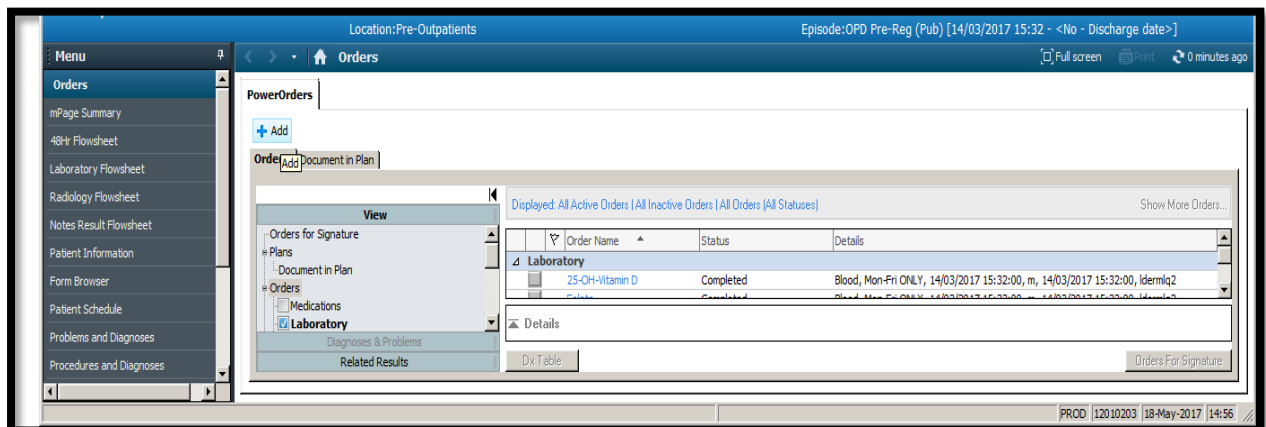 Location:Pre-Outpatients Episode:OPD Pre-Reg (Pub) [14/03/2017 15:32 - <No - Discharge date>]
Menu
Orders Full screen Print 0 minutes ago
Orders
mPage Summary
48Hr Flowsheet
Laboratory Flowsheet
Radiology Flowsheet
Notes Result Flowsheet
Patient Information
Form Browser
Patient Schedule
Problems and Diagnoses
Procedures and Diagnoses
PowerOrders
+ Add
Add Document in Plan
View
Orders for Signature
Plans
Document in Plan
Orders
Medications
Laboratory
Diagnoses & Problems
Related Results
Displayed: All Active Orders | All Inactive Orders | All Orders (All Statuses) Show More Orders...
Order Name Status Details
Laboratory
25-OH-Vitamin D Completed Blood, Mon-Fri ONLY, 14/03/2017 15:32:00, m, 14/03/2017 15:32:00, ldermlq2
Details
Dx Table Orders For Signature
PROD 12010203 18-May-2017 14:56